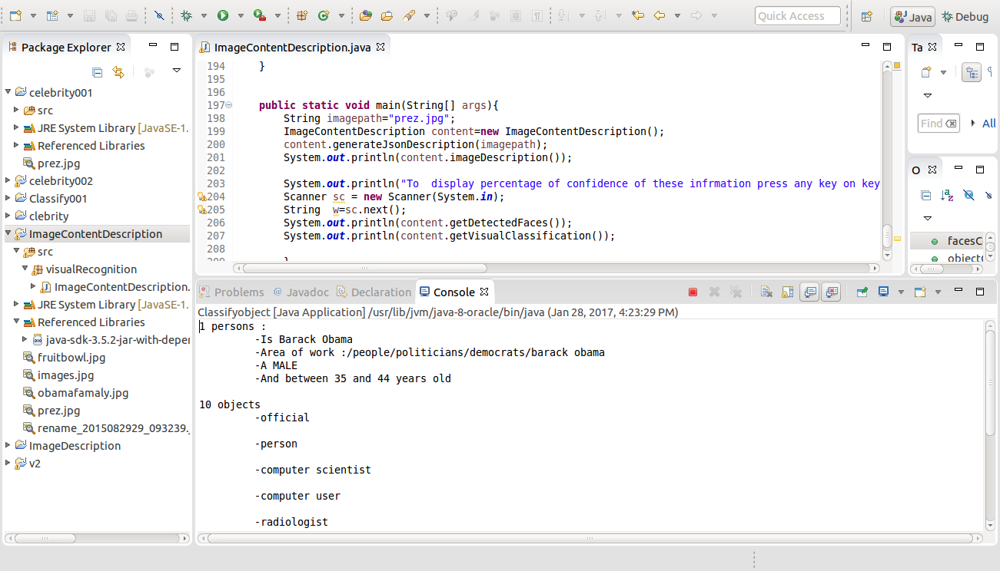 Quick Access
Java
Debug
Package Explorer
celebrity001
src
JRE System Library [JavaSE-1.
Referenced Libraries
prez.jpg
celebrity002
Classify001
clebrity
ImageContentDescription
src
visualRecognition
ImageContentDescription.
JRE System Library [JavaSE-1.
Referenced Libraries
java-sdk-3.5.2-jar-with-depen
fruitbowl.jpg
images.jpg
obamafamaly.jpg
prez.jpg
rename_2015082929_093239.
ImageDescription
v2
ImageContentDescription.java
194 }
195
196
197 public static void main(String[] args){
198 String imagepath="prez.jpg";
199 ImageContentDescription content=new ImageContentDescription();
200 content.generateJsonDescription(imagepath);
201 System.out.println(content.imageDescription());
202
203 System.out.println("To  display percentage of confidence of these infrmation press any key on key
204 Scanner sc = new Scanner(System.in);
205 String  w=sc.next();
206 System.out.println(content.getDetectedFaces());
207 System.out.println(content.getVisualClassification());
208
209 }
Ta
Find
All
O
facesC
object
Problems
@ Javadoc
Declaration
Console
Classifyobject [Java Application] /usr/lib/jvm/java-8-oracle/bin/java (Jan 28, 2017, 4:23:29 PM)
1 persons :
-Is Barack Obama
-Area of work :/people/politicians/democrats/barack obama
-A MALE
-And between 35 and 44 years old
10 objects
-official
-person
-computer scientist
-computer user
-radiologist